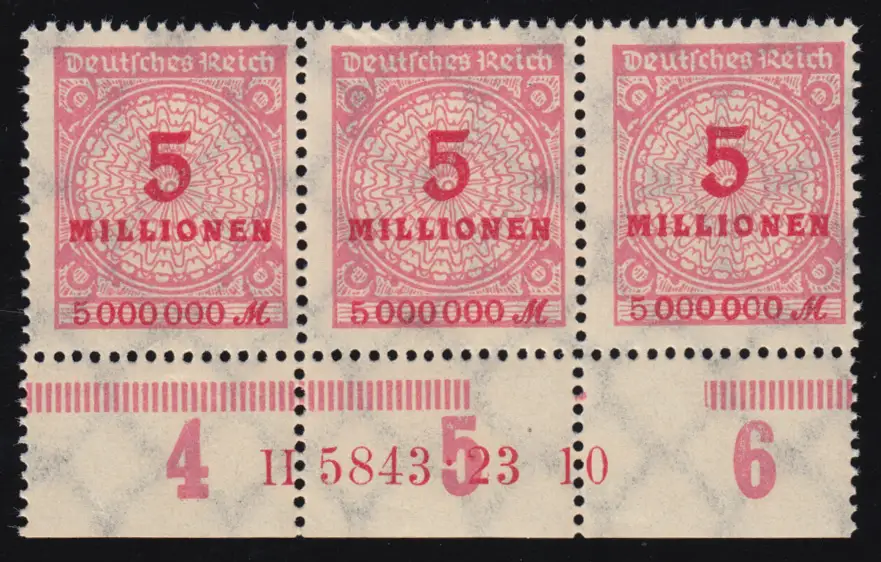 Deutsches Reich Deutsches Reich Deutsches Reich
5 5 5
MILLIONEN MILLIONEN MILLIONEN
5000000 M 5000000 M 5000000 M
4 5 6
H 5843 23 10